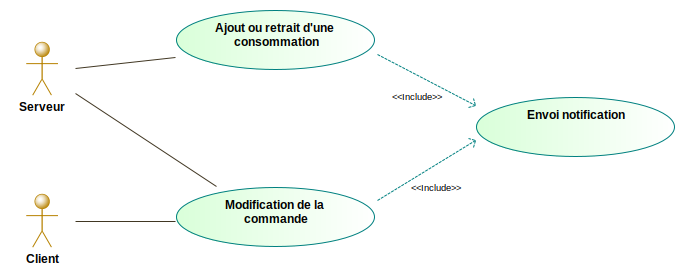 Ajout ou retrait d'une
consommation
Serveur
<<Include>>
Envoi notification
<<Include>>
Modification de la
commande
Client